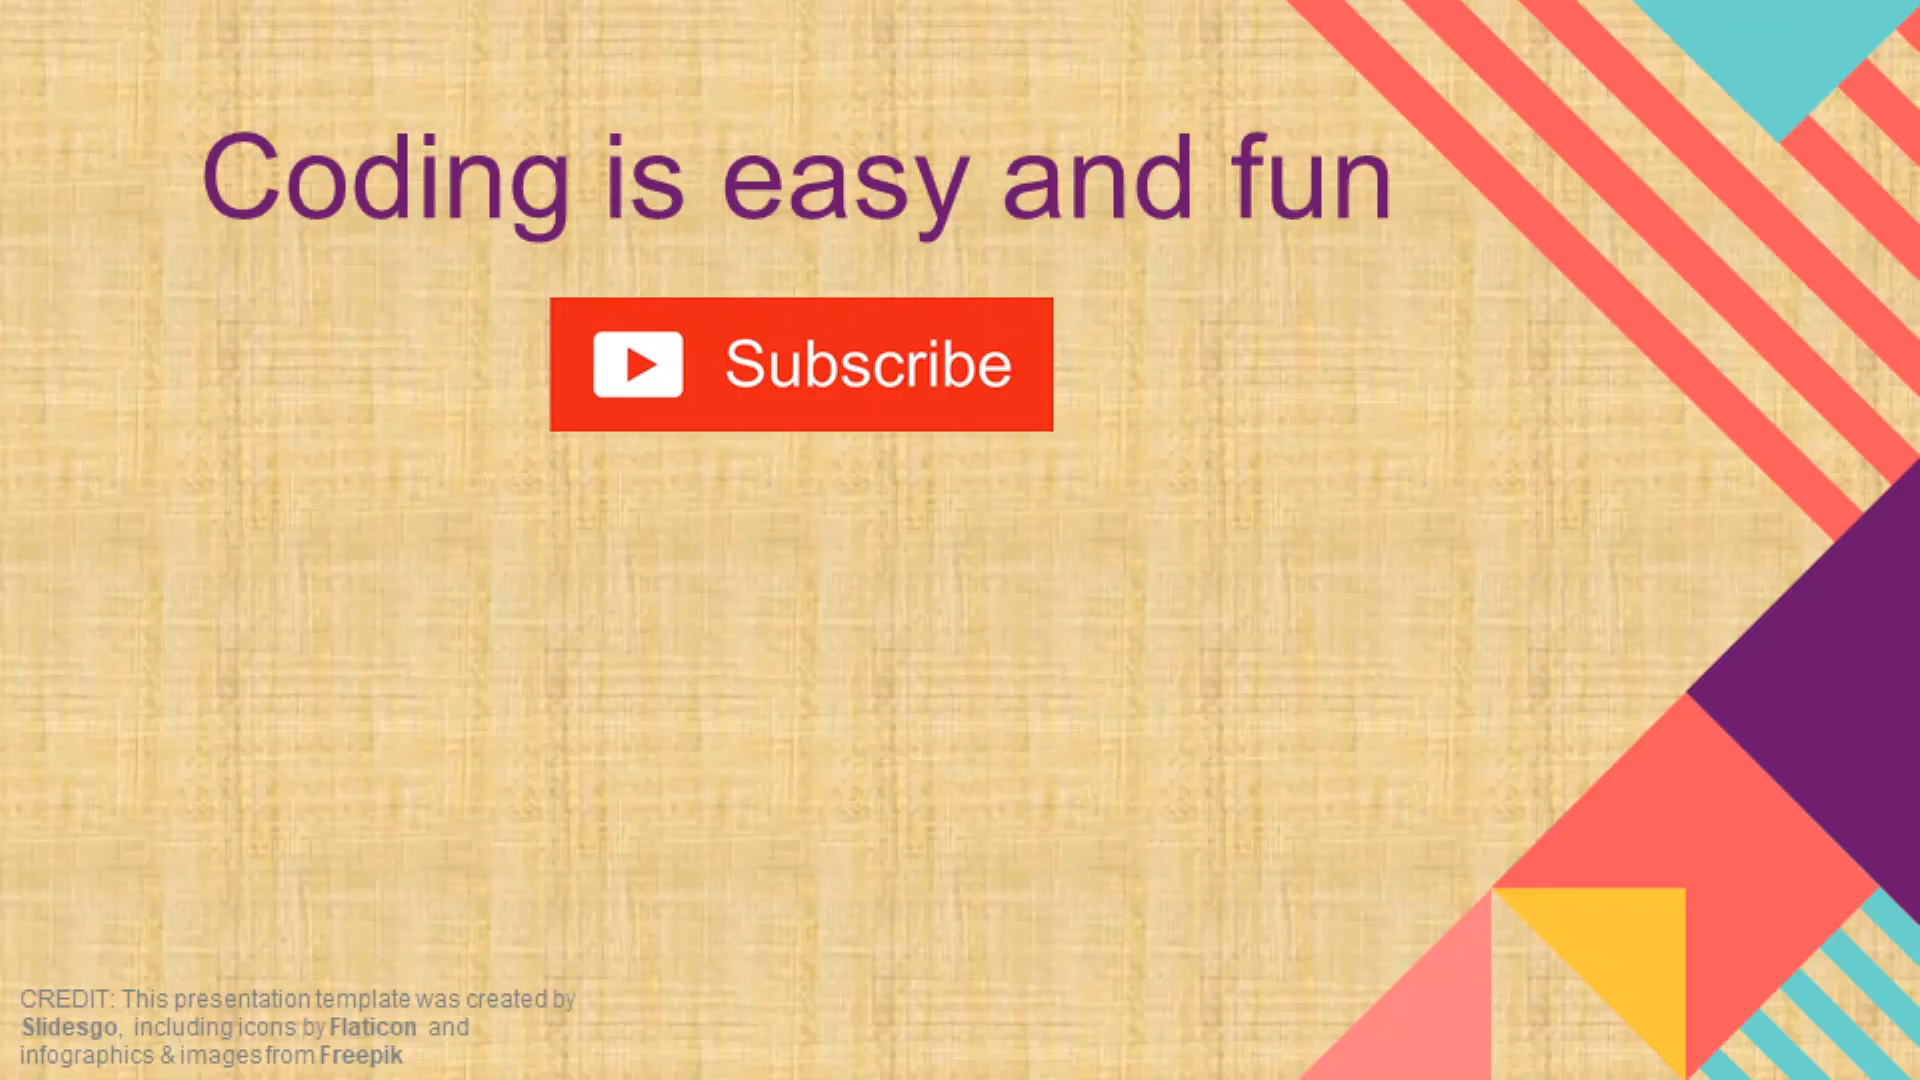 Coding is easy and fun
Subscribe
CREDIT: This presentation template was created by
Slidesgo, including icons by Flaticon and
infographics & images from Freepik